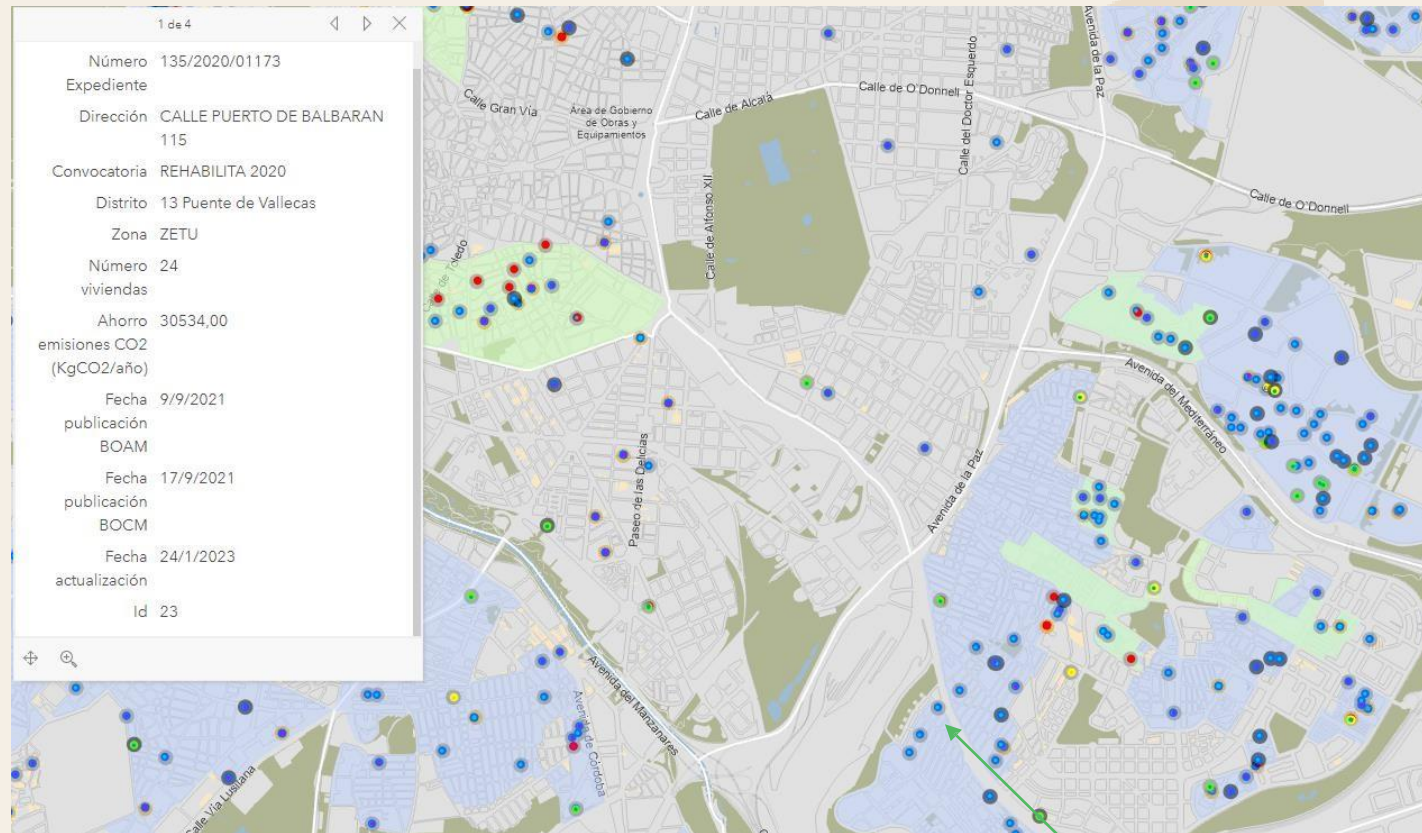 1 de 4
Número Expediente 135/2020/01173
Dirección CALLE PUERTO DE BALBARAN 115
Convocatoria REHABILITA 2020
Distrito 13 Puente de Vallecas
Zona ZETU
Número viviendas 24
Ahorro emisiones CO2 (KgCO2/año) 30534,00
Fecha publicación BOAM 9/9/2021
Fecha publicación BOCM 17/9/2021
Fecha actualización 24/1/2023
Id 23
Calle Gran Vía
Área de Gobierno
de Obras y
Equipamientos
Calle de Alcalá
Calle de O'Donnell
Calle del Doctor Esquerdo
Avenida de la Paz
Calle de O'Donnell
Calle de Alfonso XII
Calle de Toledo
Avenida del Mediterráneo
Paseo de las Delicias
Avenida de la Paz
Avenida del Manzanares
Avenida de Córdoba
Calle Vía Lusitana